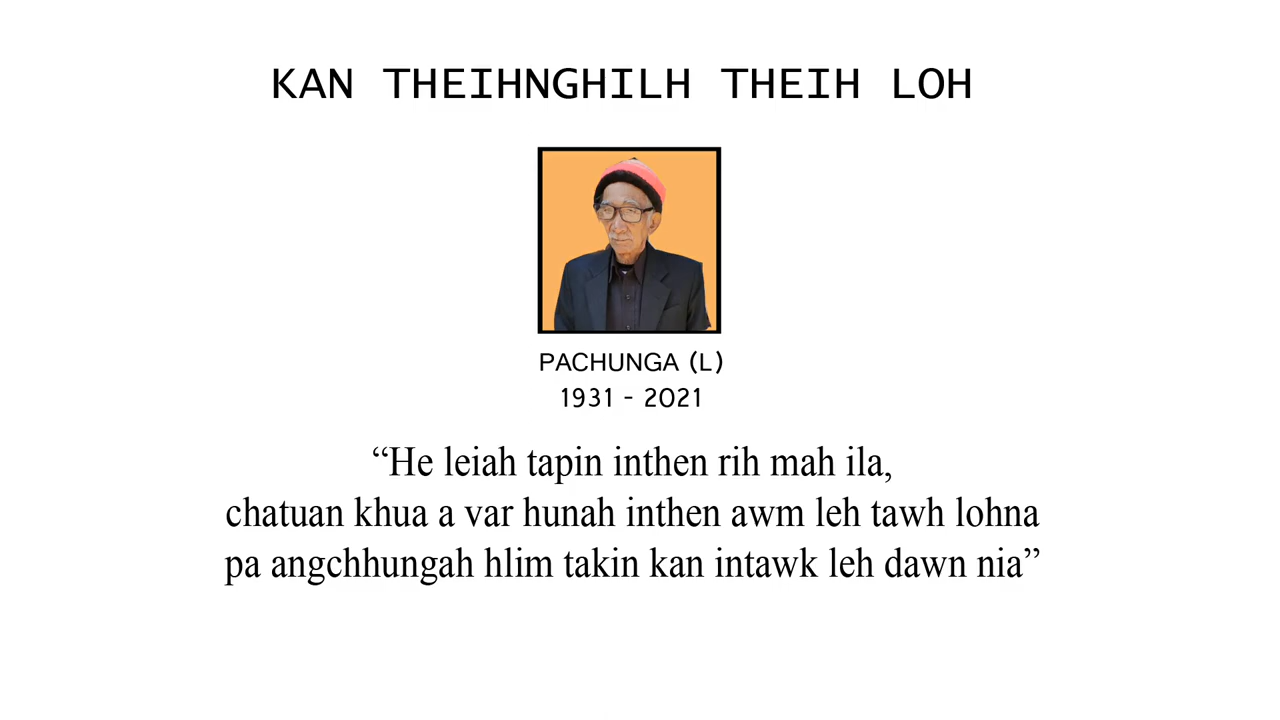 KAN THEIHNGHILH THEIH LOH
PACHUNGA (L)
1931 - 2021
“He leiah tapin inthen rih mah ila,
chatuan khua a var hunah inthen awm leh tawh lohna
pa angchhungah hlim takin kan intawk leh dawn nia”